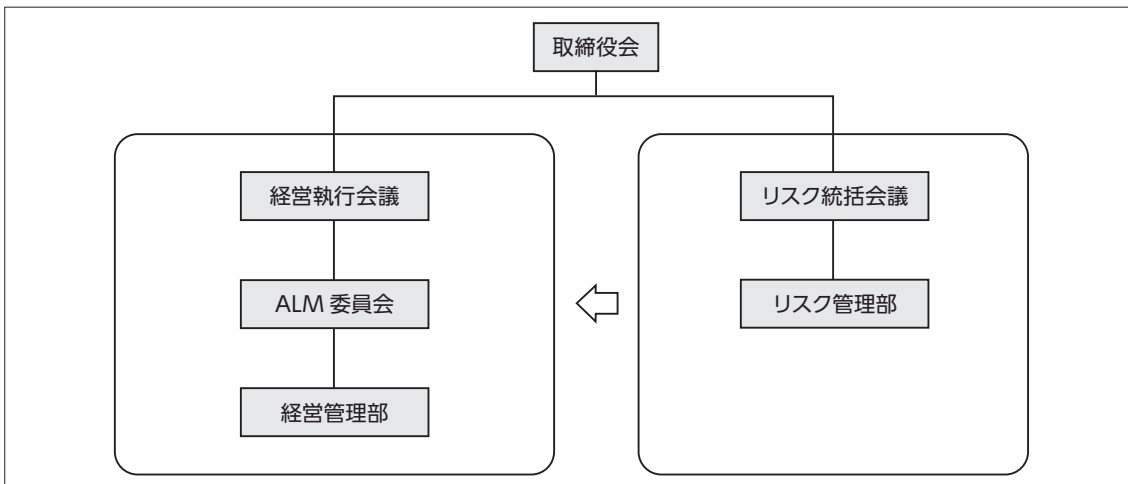 取締役会
経営執行会議
リスク統括会議
ALM 委員会
リスク管理部
経営管理部